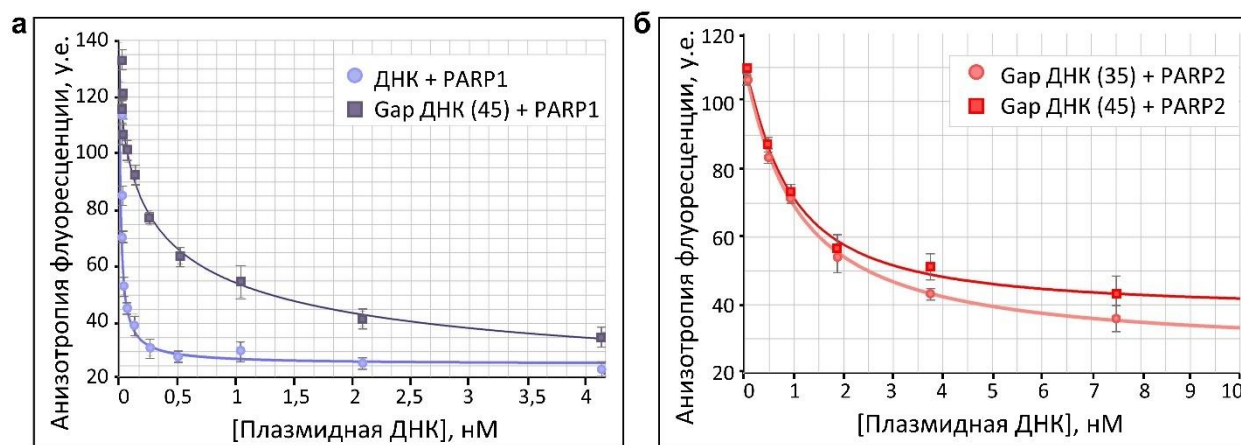 а
Анизотропия флуоресценции, у.е.
140
120
100
80
60
40
20
ДНК + PARP1
Gap ДНК (45) + PARP1
0 0,5 1 1,5 2 2,5 3 3,5 4
[Плазмидная ДНК], нМ
б
Анизотропия флуоресценции, у.е.
120
100
80
60
40
20
Gap ДНК (35) + PARP2
Gap ДНК (45) + PARP2
0 1 2 3 4 5 6 7 8 9 10
[Плазмидная ДНК], нМ